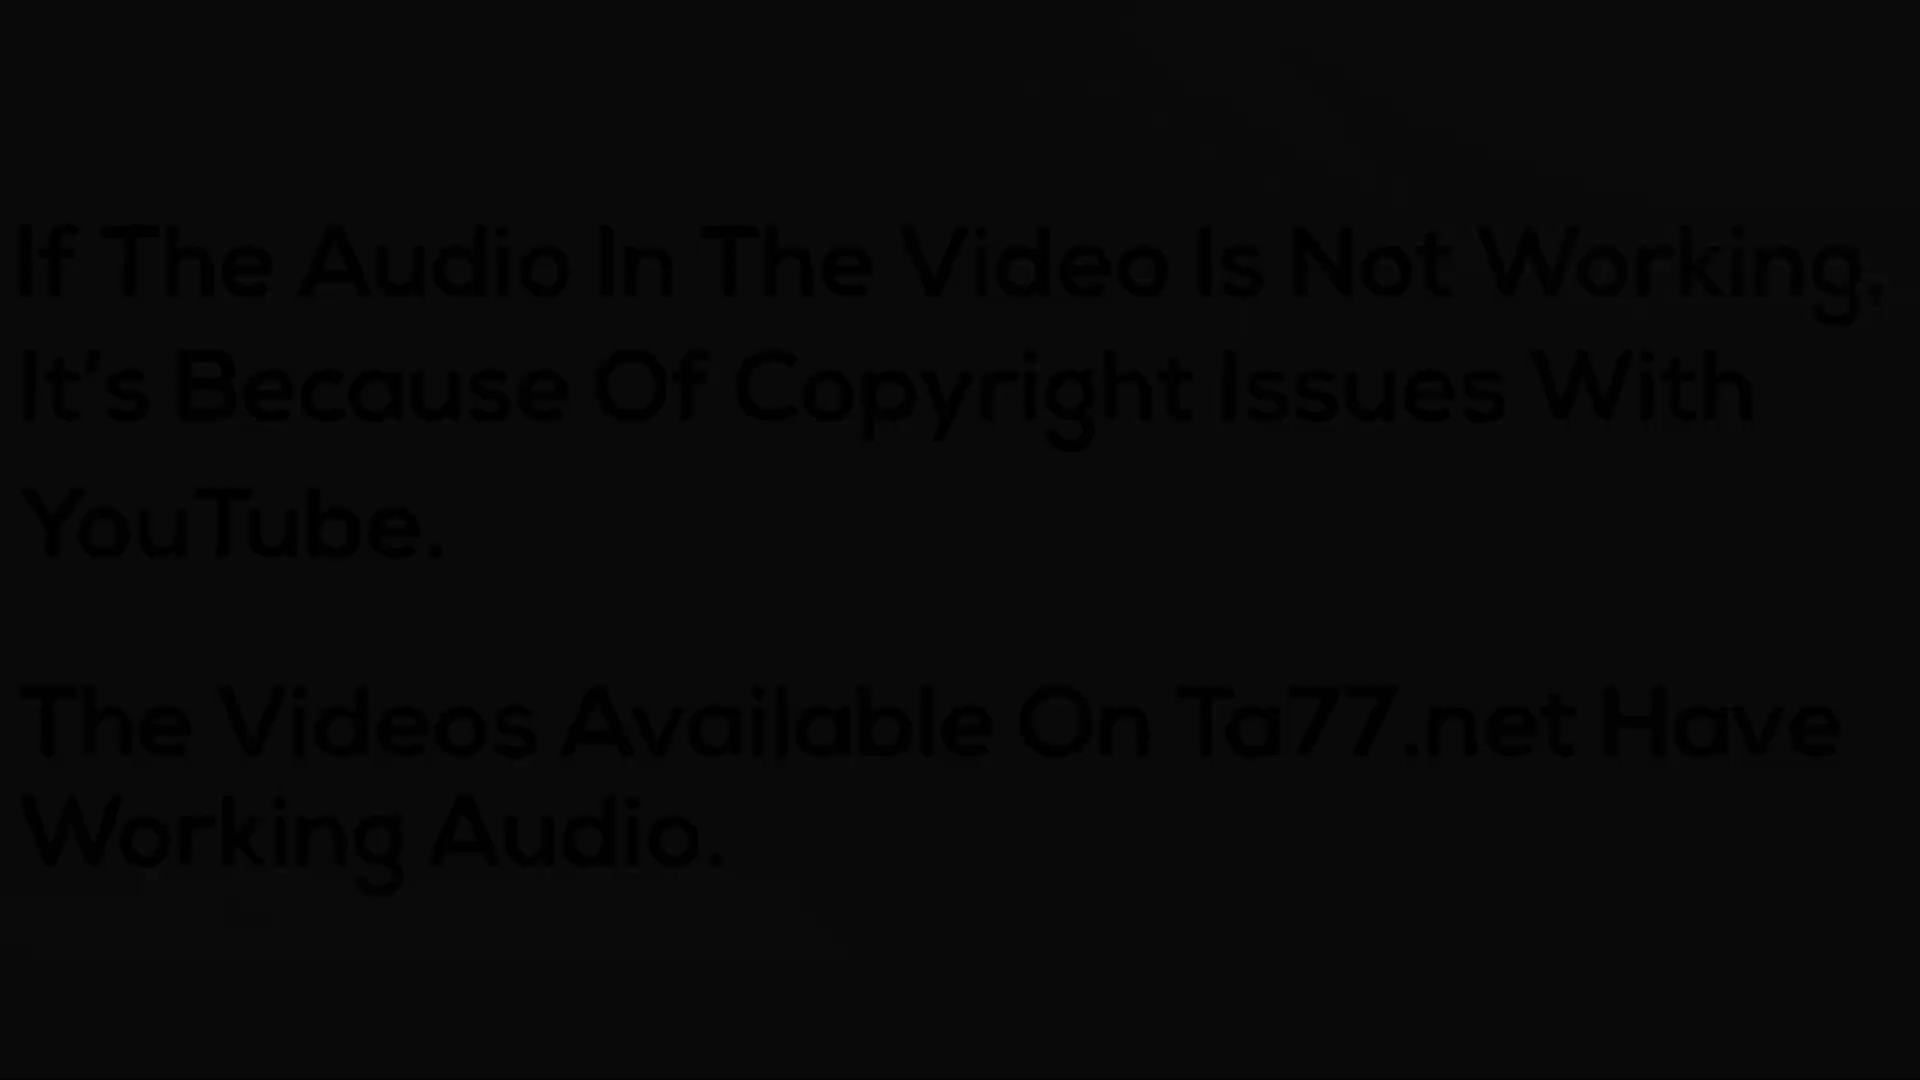 If The Audio In The Video Is Not Working,
It's Because Of Copyright Issues With
YouTube.
The Videos Available On Ta77.net Have
Working Audio.